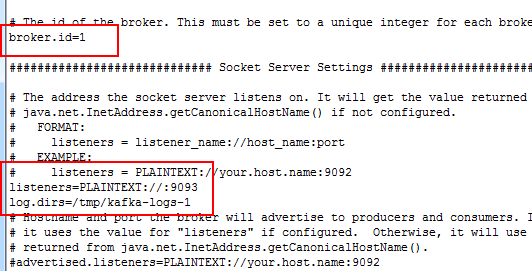 # The id of the broker. This must be set to a unique integer for each broke
broker.id=1
############################# Socket Server Settings ######################
# The address the socket server listens on. It will get the value returned
# java.net.InetAddress.getCanonicalHostName() if not configured.
#   FORMAT:
#     listeners = listener_name://host_name:port
#   EXAMPLE:
#     listeners = PLAINTEXT://your.host.name:9092
listeners=PLAINTEXT://:9093
log.dirs=/tmp/kafka-logs-1
# Hostname and port the broker will advertise to producers and consumers. I
# it uses the value for "listeners" if configured.  Otherwise, it will use
# returned from java.net.InetAddress.getCanonicalHostName().
#advertised.listeners=PLAINTEXT://your.host.name:9092